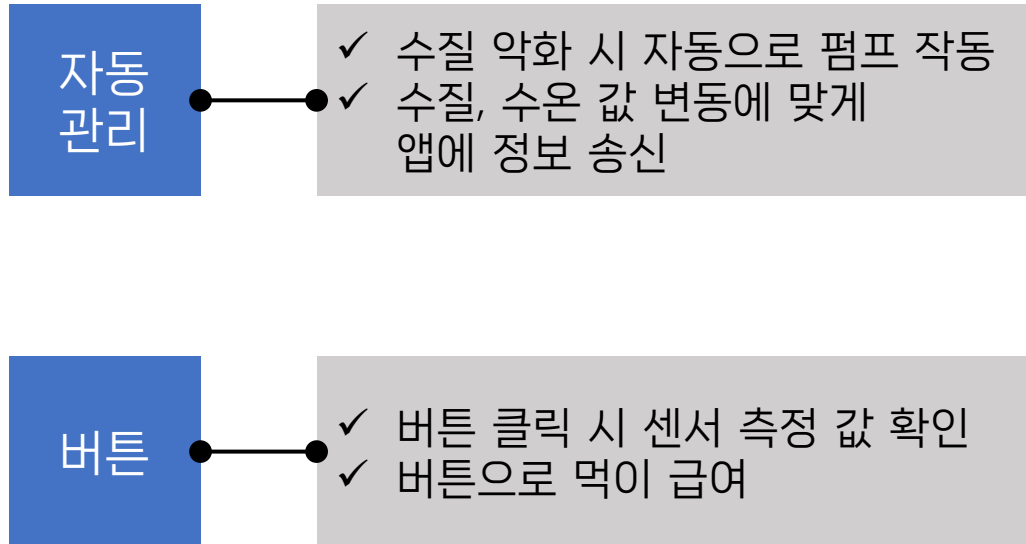 자동
관리
✓ 수질 악화 시 자동으로 펌프 작동
✓ 수질, 수온 값 변동에 맞게
앱에 정보 송신
버튼
✓ 버튼 클릭 시 센서 측정 값 확인
✓ 버튼으로 먹이 급여